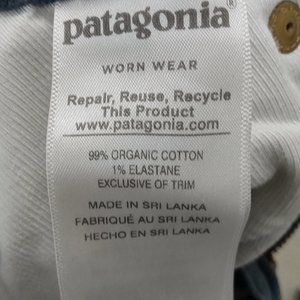 patagonia®
WORN WEAR
Repair, Reuse, Recycle
This Product
www.patagonia.com
99% ORGANIC COTTON
1% ELASTANE
EXCLUSIVE OF TRIM
MADE IN SRI LANKA
FABRIQUÉ AU SRI LANKA
HECHO EN SRI LANKA